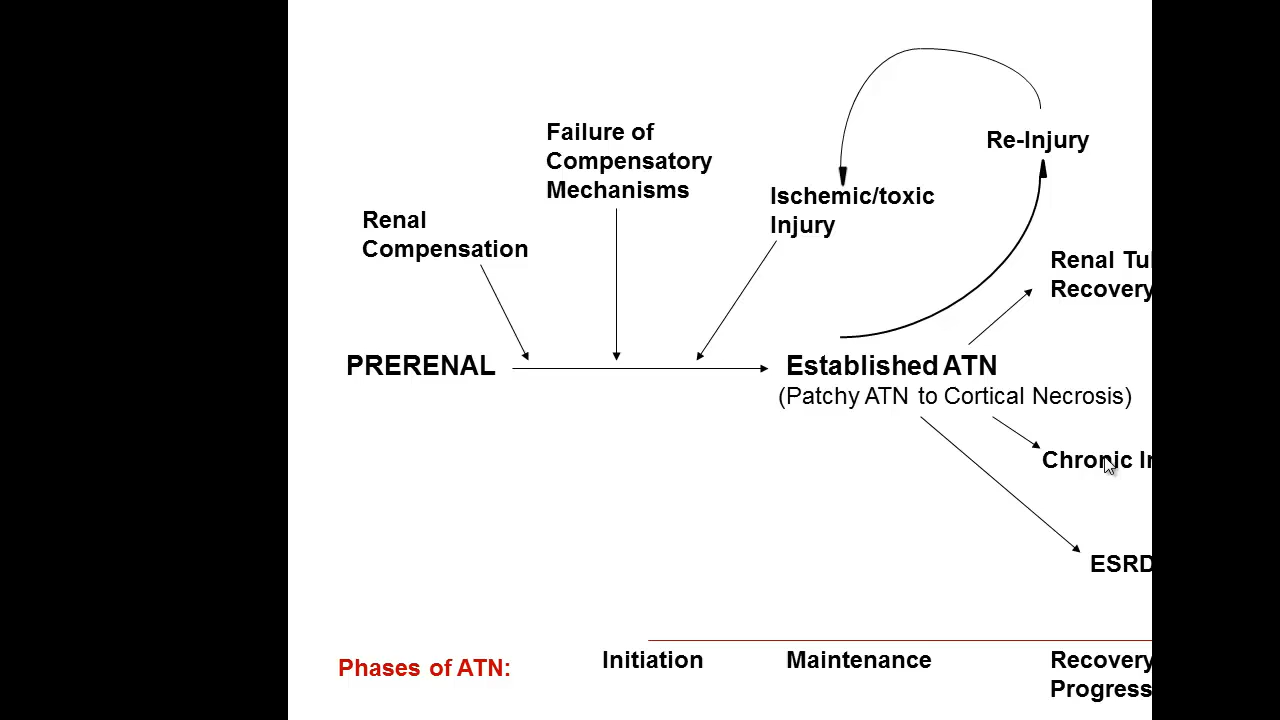 Re-Injury
Failure of
Compensatory
Mechanisms
Ischemic/toxic
Injury
Renal
Compensation
Renal
Recovery
PRERENAL
Established ATN
(Patchy ATN to Cortical Necrosis)
Chronic
ESRD
Phases of ATN:
Initiation
Maintenance
Recovery
Progress